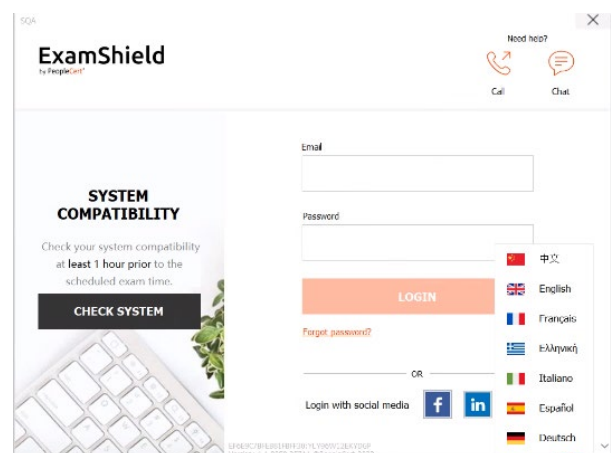 SQA
ExamShield
by PeopleCert
Need help?
Call
Chat
SYSTEM
COMPATIBILITY
Check your system compatibility
at least 1 hour prior to the
scheduled exam time.
CHECK SYSTEM
Email
Password
LOGIN
Forgot password?
OR
Login with social media
f
in
中文
English
Français
Ελληνική
Italiano
Español
Deutsch